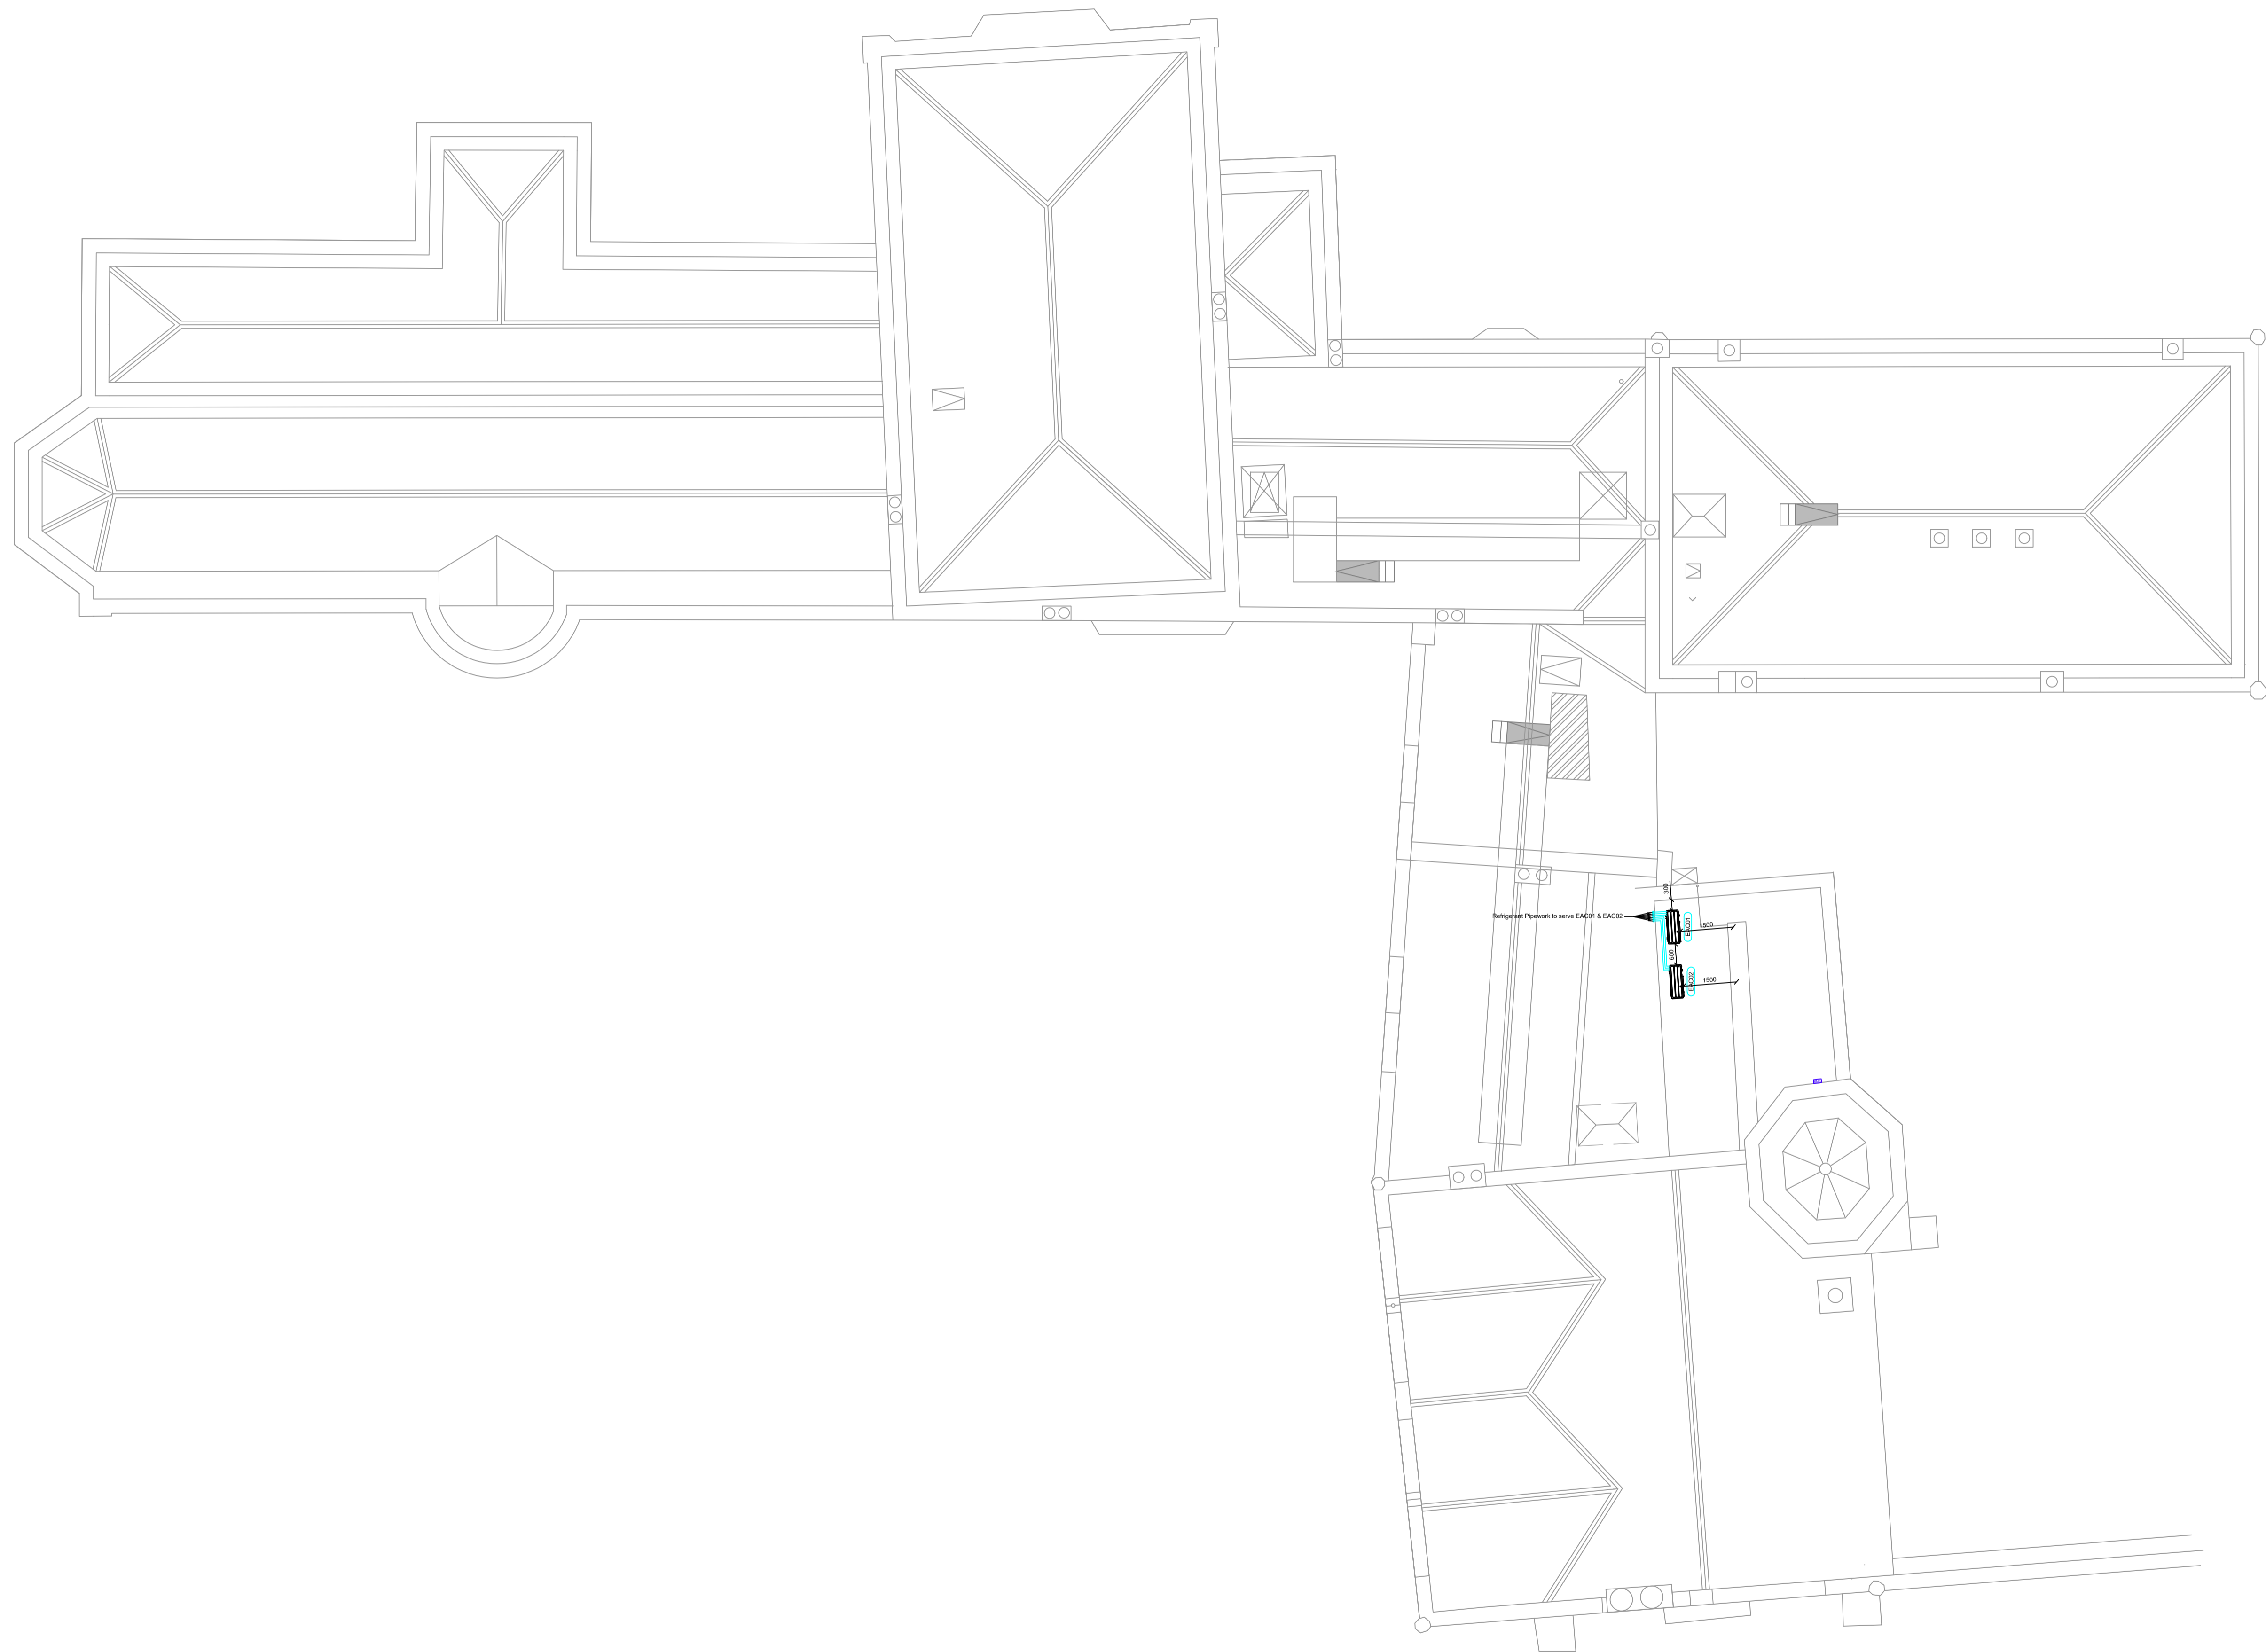 300
Refrigerant Pipework to serve EAC01 & EAC02
EAC01
1500
600
EAC02
1500